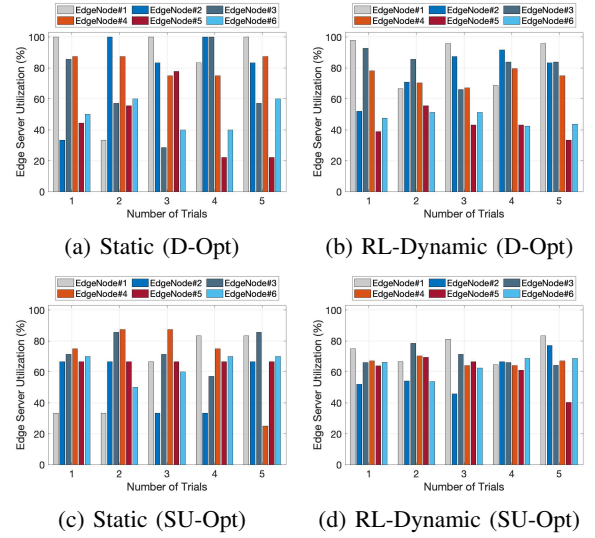 EdgeNode#1 EdgeNode#2 EdgeNode#3
EdgeNode#4 EdgeNode#5 EdgeNode#6
Edge Server Utilization (%)
100
80
60
40
20
0
1 2 3 4 5
Number of Trials
(a) Static (D-Opt)
EdgeNode#1 EdgeNode#2 EdgeNode#3
EdgeNode#4 EdgeNode#5 EdgeNode#6
Edge Server Utilization (%)
100
80
60
40
20
0
1 2 3 4 5
Number of Trials
(b) RL-Dynamic (D-Opt)
EdgeNode#1 EdgeNode#2 EdgeNode#3
EdgeNode#4 EdgeNode#5 EdgeNode#6
Edge Server Utilization (%)
100
80
60
40
20
0
1 2 3 4 5
Number of Trials
(c) Static (SU-Opt)
EdgeNode#1 EdgeNode#2 EdgeNode#3
EdgeNode#4 EdgeNode#5 EdgeNode#6
Edge Server Utilization (%)
100
80
60
40
20
0
1 2 3 4 5
Number of Trials
(d) RL-Dynamic (SU-Opt)